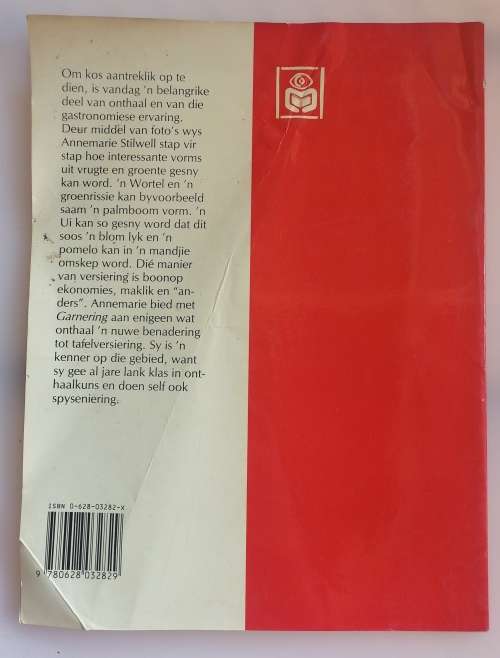 Om kos aantreklik op te
dien, is vandag 'n belangrike
deel van onthaal en van die
gastronomiese ervaring.
Deur middel van foto's wys
Annemarie Stilwell stap vir
stap hoe interessante vorms
uit vrugte en groente gesny
kan word. 'n Wortel en 'n
groenrissie kan byvoorbeeld
saam 'n palmboom vorm. 'n
Ui kan so gesny word dat dit
soos 'n blom lyk en 'n
pomelo kan in 'n mandjie
omskep word. Dié manier
van versiering is boonop
ekonomies, maklik en "an-
ders". Annemarie bied met
Garnering aan enigeen wat
onthaal 'n nuwe benadering
tot tafelversiering. Sy is 'n
kenner op die gebied, want
sy gee al jare lank klas in ont-
haalkuns en doen self ook
spyseniering.
ISBN 0-628-03282-X
9 780628 032829